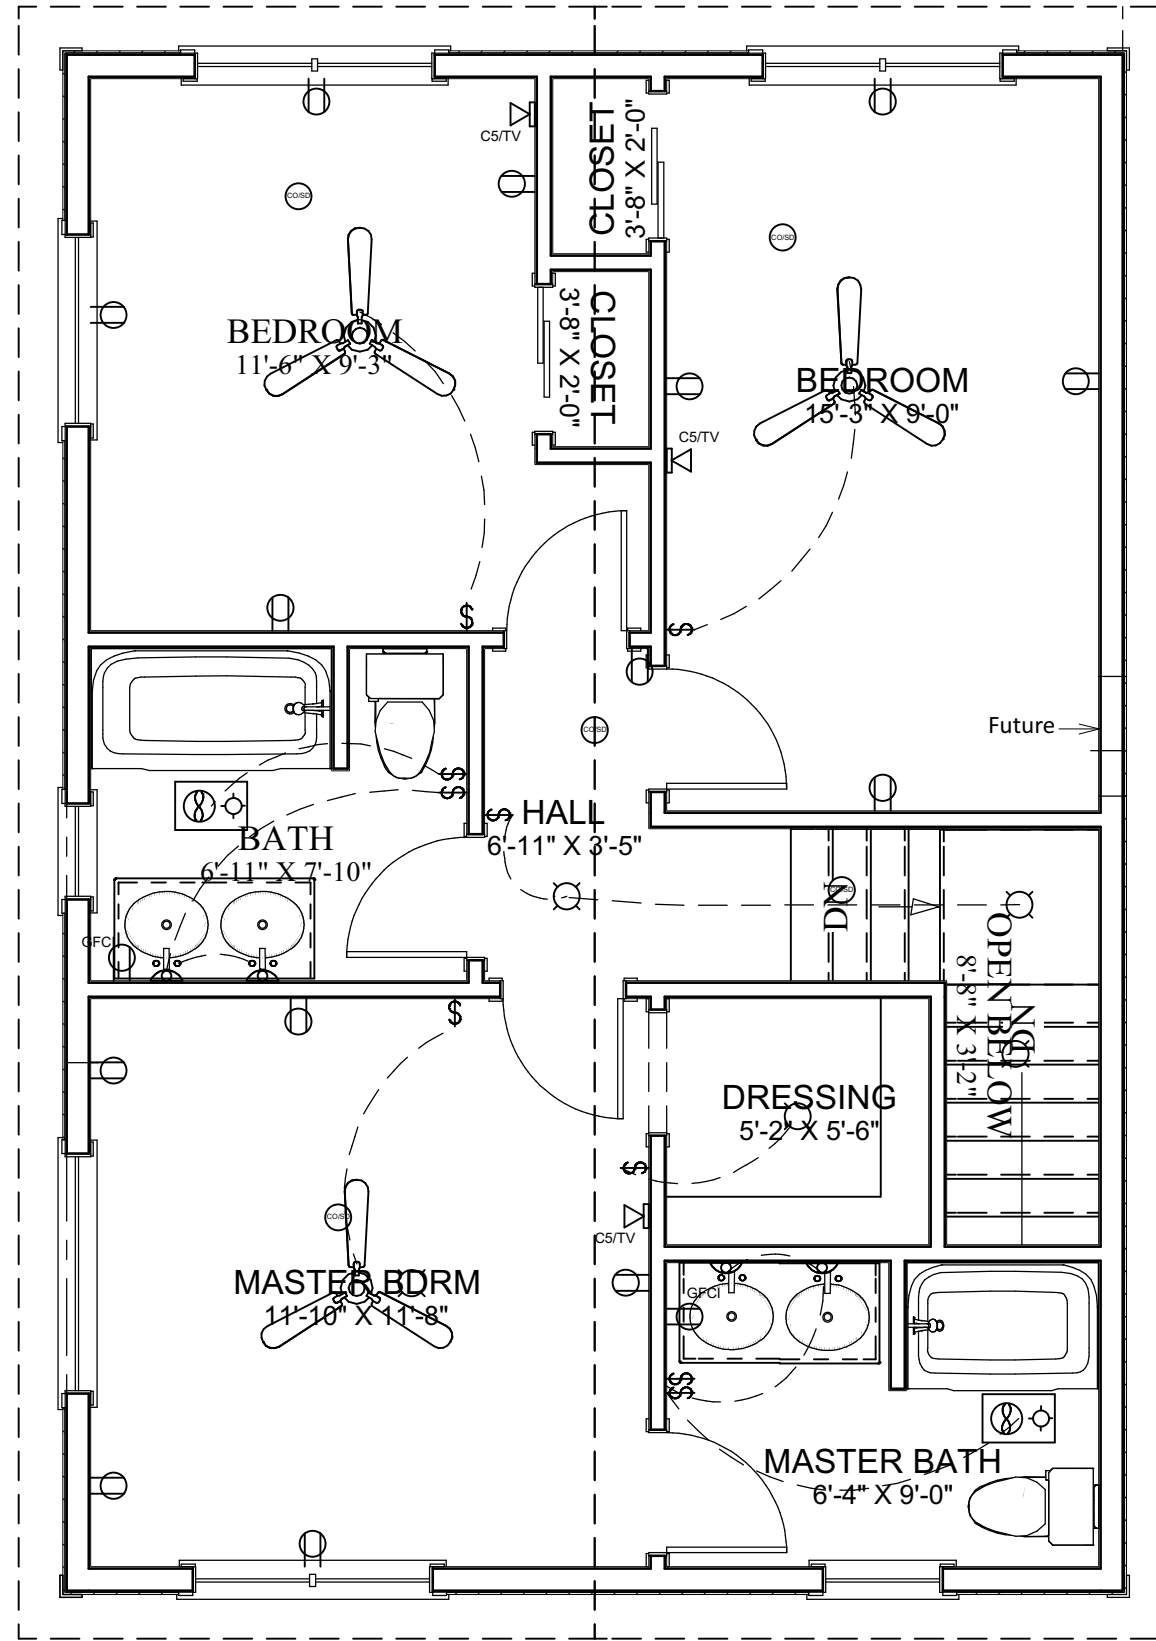 C5/TV
CLOSET
3'-8" X 2'-0"
CO/SD
CO/SD
BEDROOM
11'-6" X 9'-3"
CLOSET
3'-8" X 2'-0"
BEDROOM
15'-3" X 9'-0"
C5/TV
$
$
CO/SD
Future
$
$
$
HALL
6'-11" X 3'-5"
BATH
6'-11" X 7'-10"
CO/SD
DN
GFCI
OPEN BELOW
8'-8" X 3'-2"
DN
$
DRESSING
5'-2" X 5'-6"
$
CO/SD
C5/TV
MASTER BDRM
11'-10" X 11'-8"
GFCI
$
$
MASTER BATH
6'-4" X 9'-0"